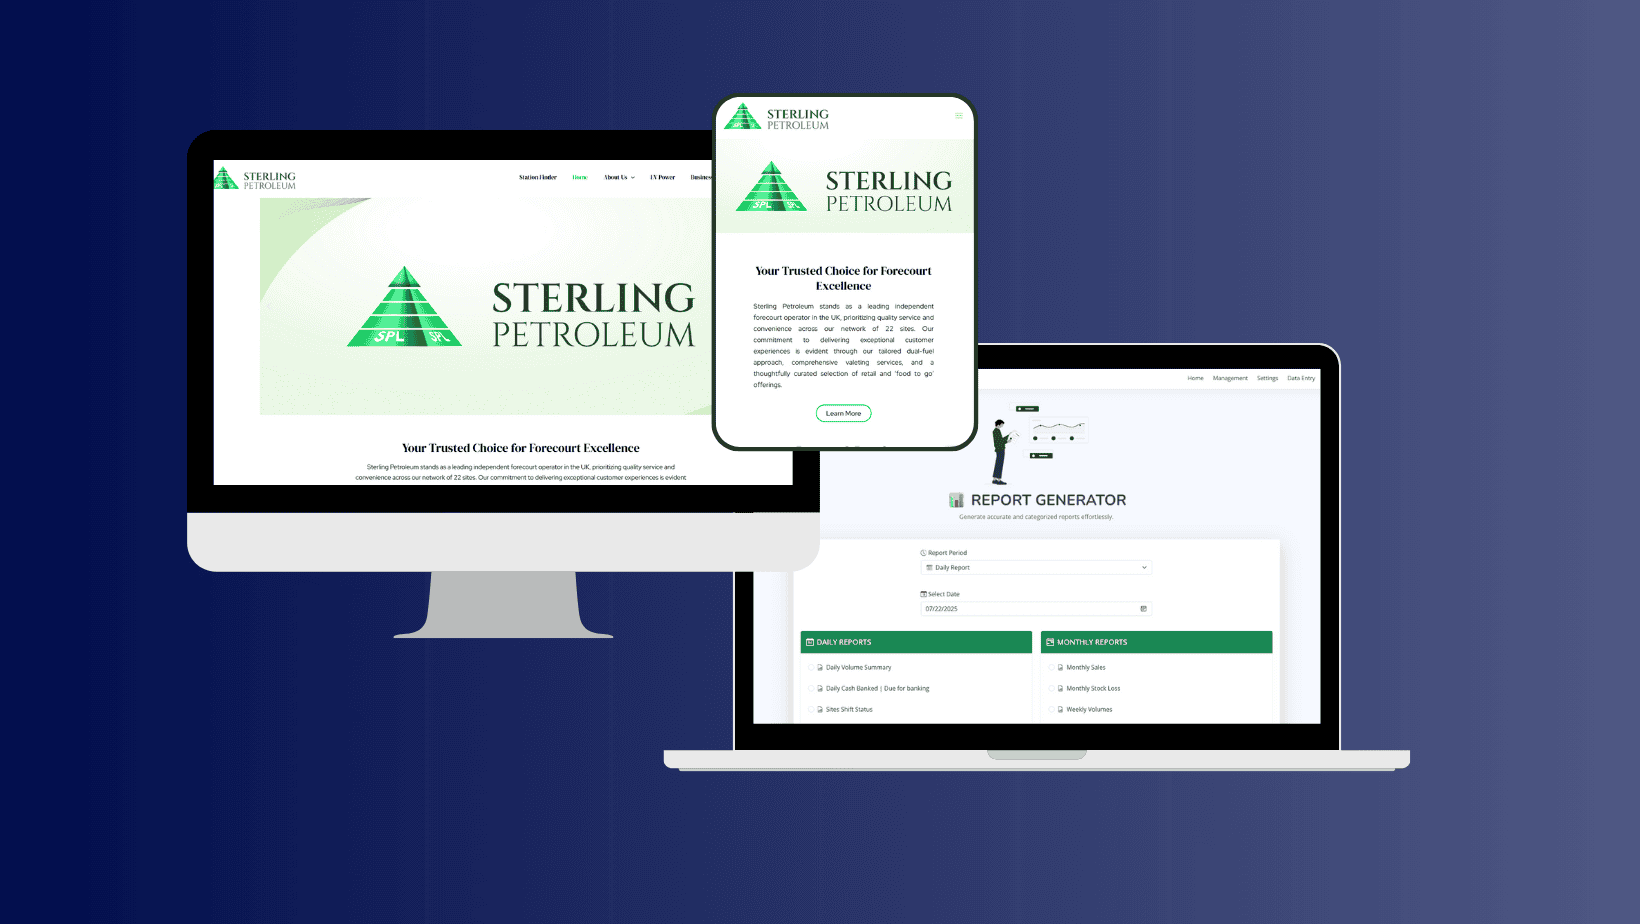 STERLING
PETROLEUM
Station Finder
Home
About Us
EV Power
Business
SPL
SPL
STERLING
PETROLEUM
Your Trusted Choice for Forecourt Excellence
Sterling Petroleum stands as a leading independent forecourt operator in the UK, prioritizing quality service and
convenience across our network of 22 sites. Our commitment to delivering exceptional customer experiences is evident
STERLING
PETROLEUM
SPL
SPL
STERLING
PETROLEUM
Your Trusted Choice for Forecourt
Excellence
Sterling Petroleum stands as a leading independent
forecourt operator in the UK, prioritizing quality service and
convenience across our network of 22 sites. Our
commitment to delivering exceptional customer
experiences is evident through our tailored dual-fuel
approach, comprehensive valeting services, and a
thoughtfully curated selection of retail and 'food to go'
offerings.
Learn More
Home
Management
Settings
Data Entry
REPORT GENERATOR
Generate accurate and categorized reports effortlessly.
Report Period
Daily Report
Select Date
07/22/2025
DAILY REPORTS
Daily Volume Summary
Daily Cash Banked | Due for banking
Sites Shift Status
MONTHLY REPORTS
Monthly Sales
Monthly Stock Loss
Weekly Volumes